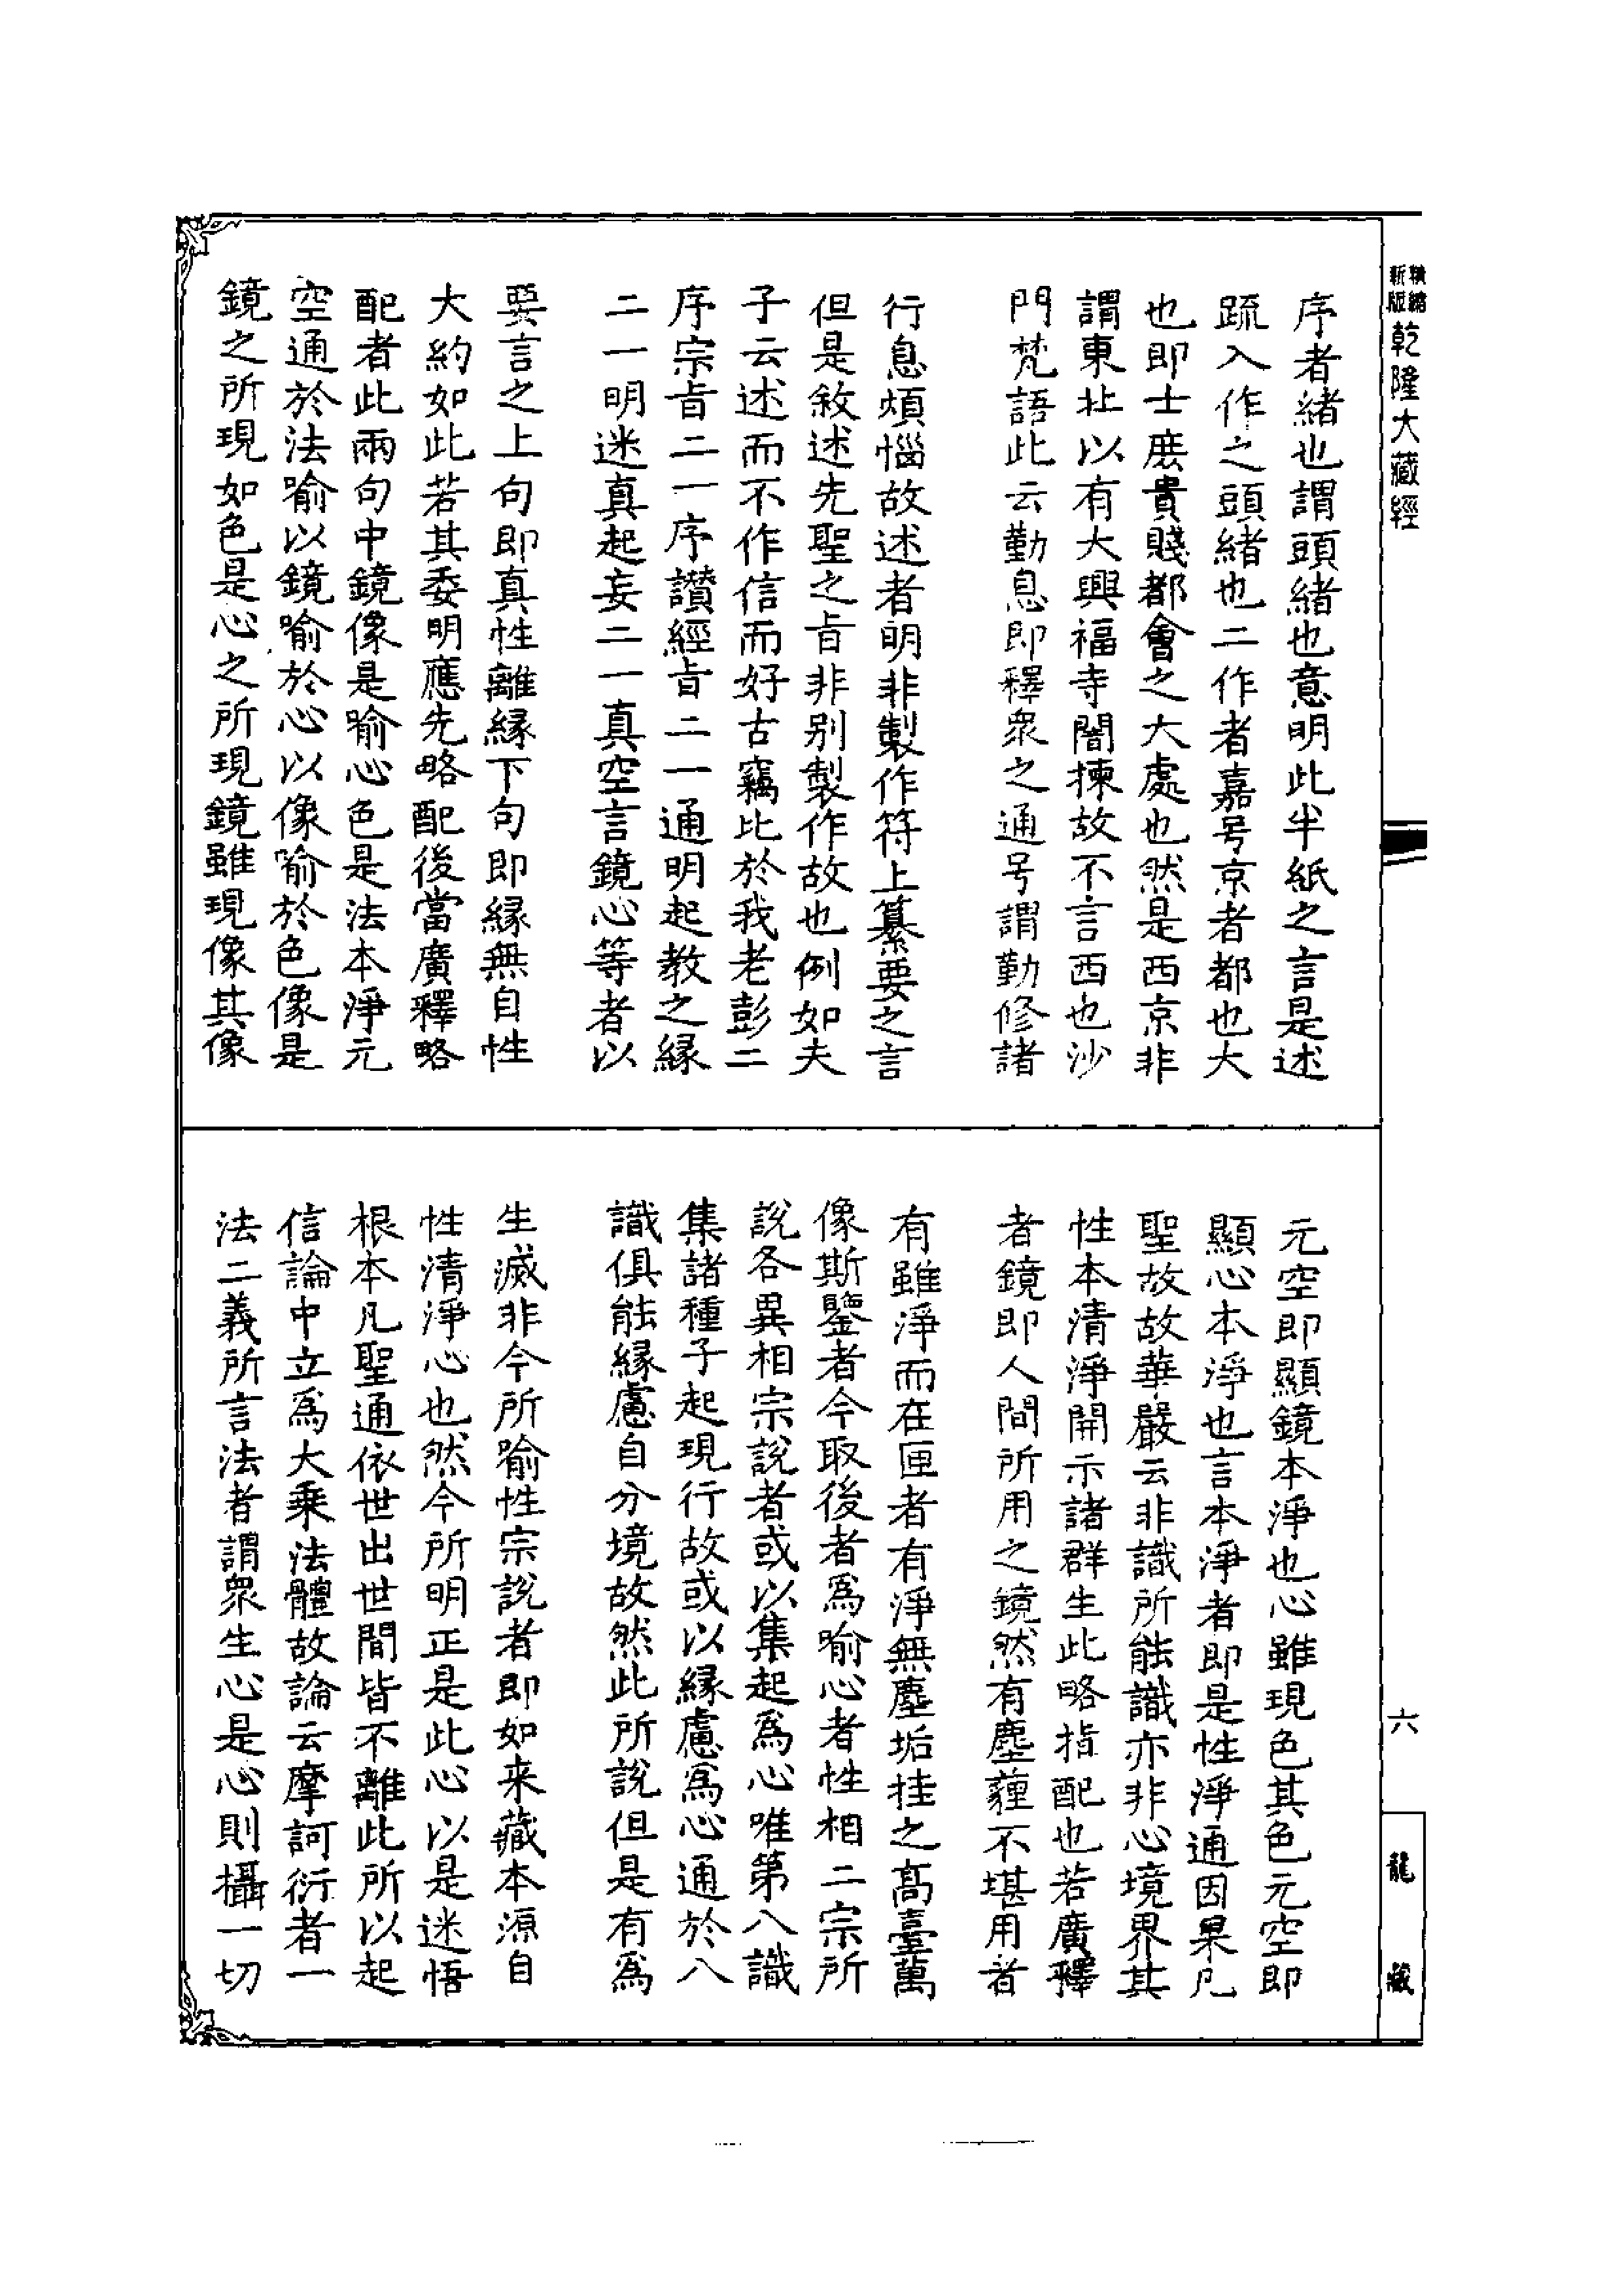 精縮
新版
乾隆大藏經
序者緒也謂頭緒也意明此半紙之言是述
䟽入作之頭緒也二作者嘉号京者都也大
也即士庶貴賤都會之大處也然是西京非
謂東北以有大興福寺閣揀故不言西也沙
門梵語此云勤息即釋衆之通号謂勤修諸
行息煩惱故述者明非製作符上纂要之言
但是敘述先聖之旨非别製作故也例如夫
子云述而不作信而好古竊比於我老彭二
序宗旨二一序讚經旨二一通明起教之緣
二一明迷真起妄二一真空言鏡心等者以
要言之上句即真性離緣下句即緣無自性
大約如此若其委明應先略配後當廣釋略
配者此兩句中鏡像是喻心色是法本淨元
空通於法喻以鏡喻於心以像喻於色像是
鏡之所現如色是心之所現鏡雖現像其像
元空即顯鏡本淨也心雖現色其色元空即
顯心本淨也言本淨者即是性淨通因果凡
聖故故華嚴云非識所能識亦非心境界其
性本清淨開示諸群生此略指配也若廣釋
者鏡即人間所用之鏡然有塵薶不堪用者
有雖淨而在匣者有淨無塵垢挂之高臺萬
像斯鑒者今取後者爲喻心者性相二宗所
說各異相宗說者或以集起爲心唯第八識
集諸種子起現行故或以緣慮爲心通於八
識俱能緣慮自分境故然此所說但是有爲
生滅非今所喻性宗說者即如来藏本源自
性清淨心也然今所明正是此心以是迷悟
根本凡聖通依世出世間皆不離此所以起
信論中立爲大乘法體故論云摩訶衍者一
法二義所言法者謂衆生心是心則攝一切
六
龍藏